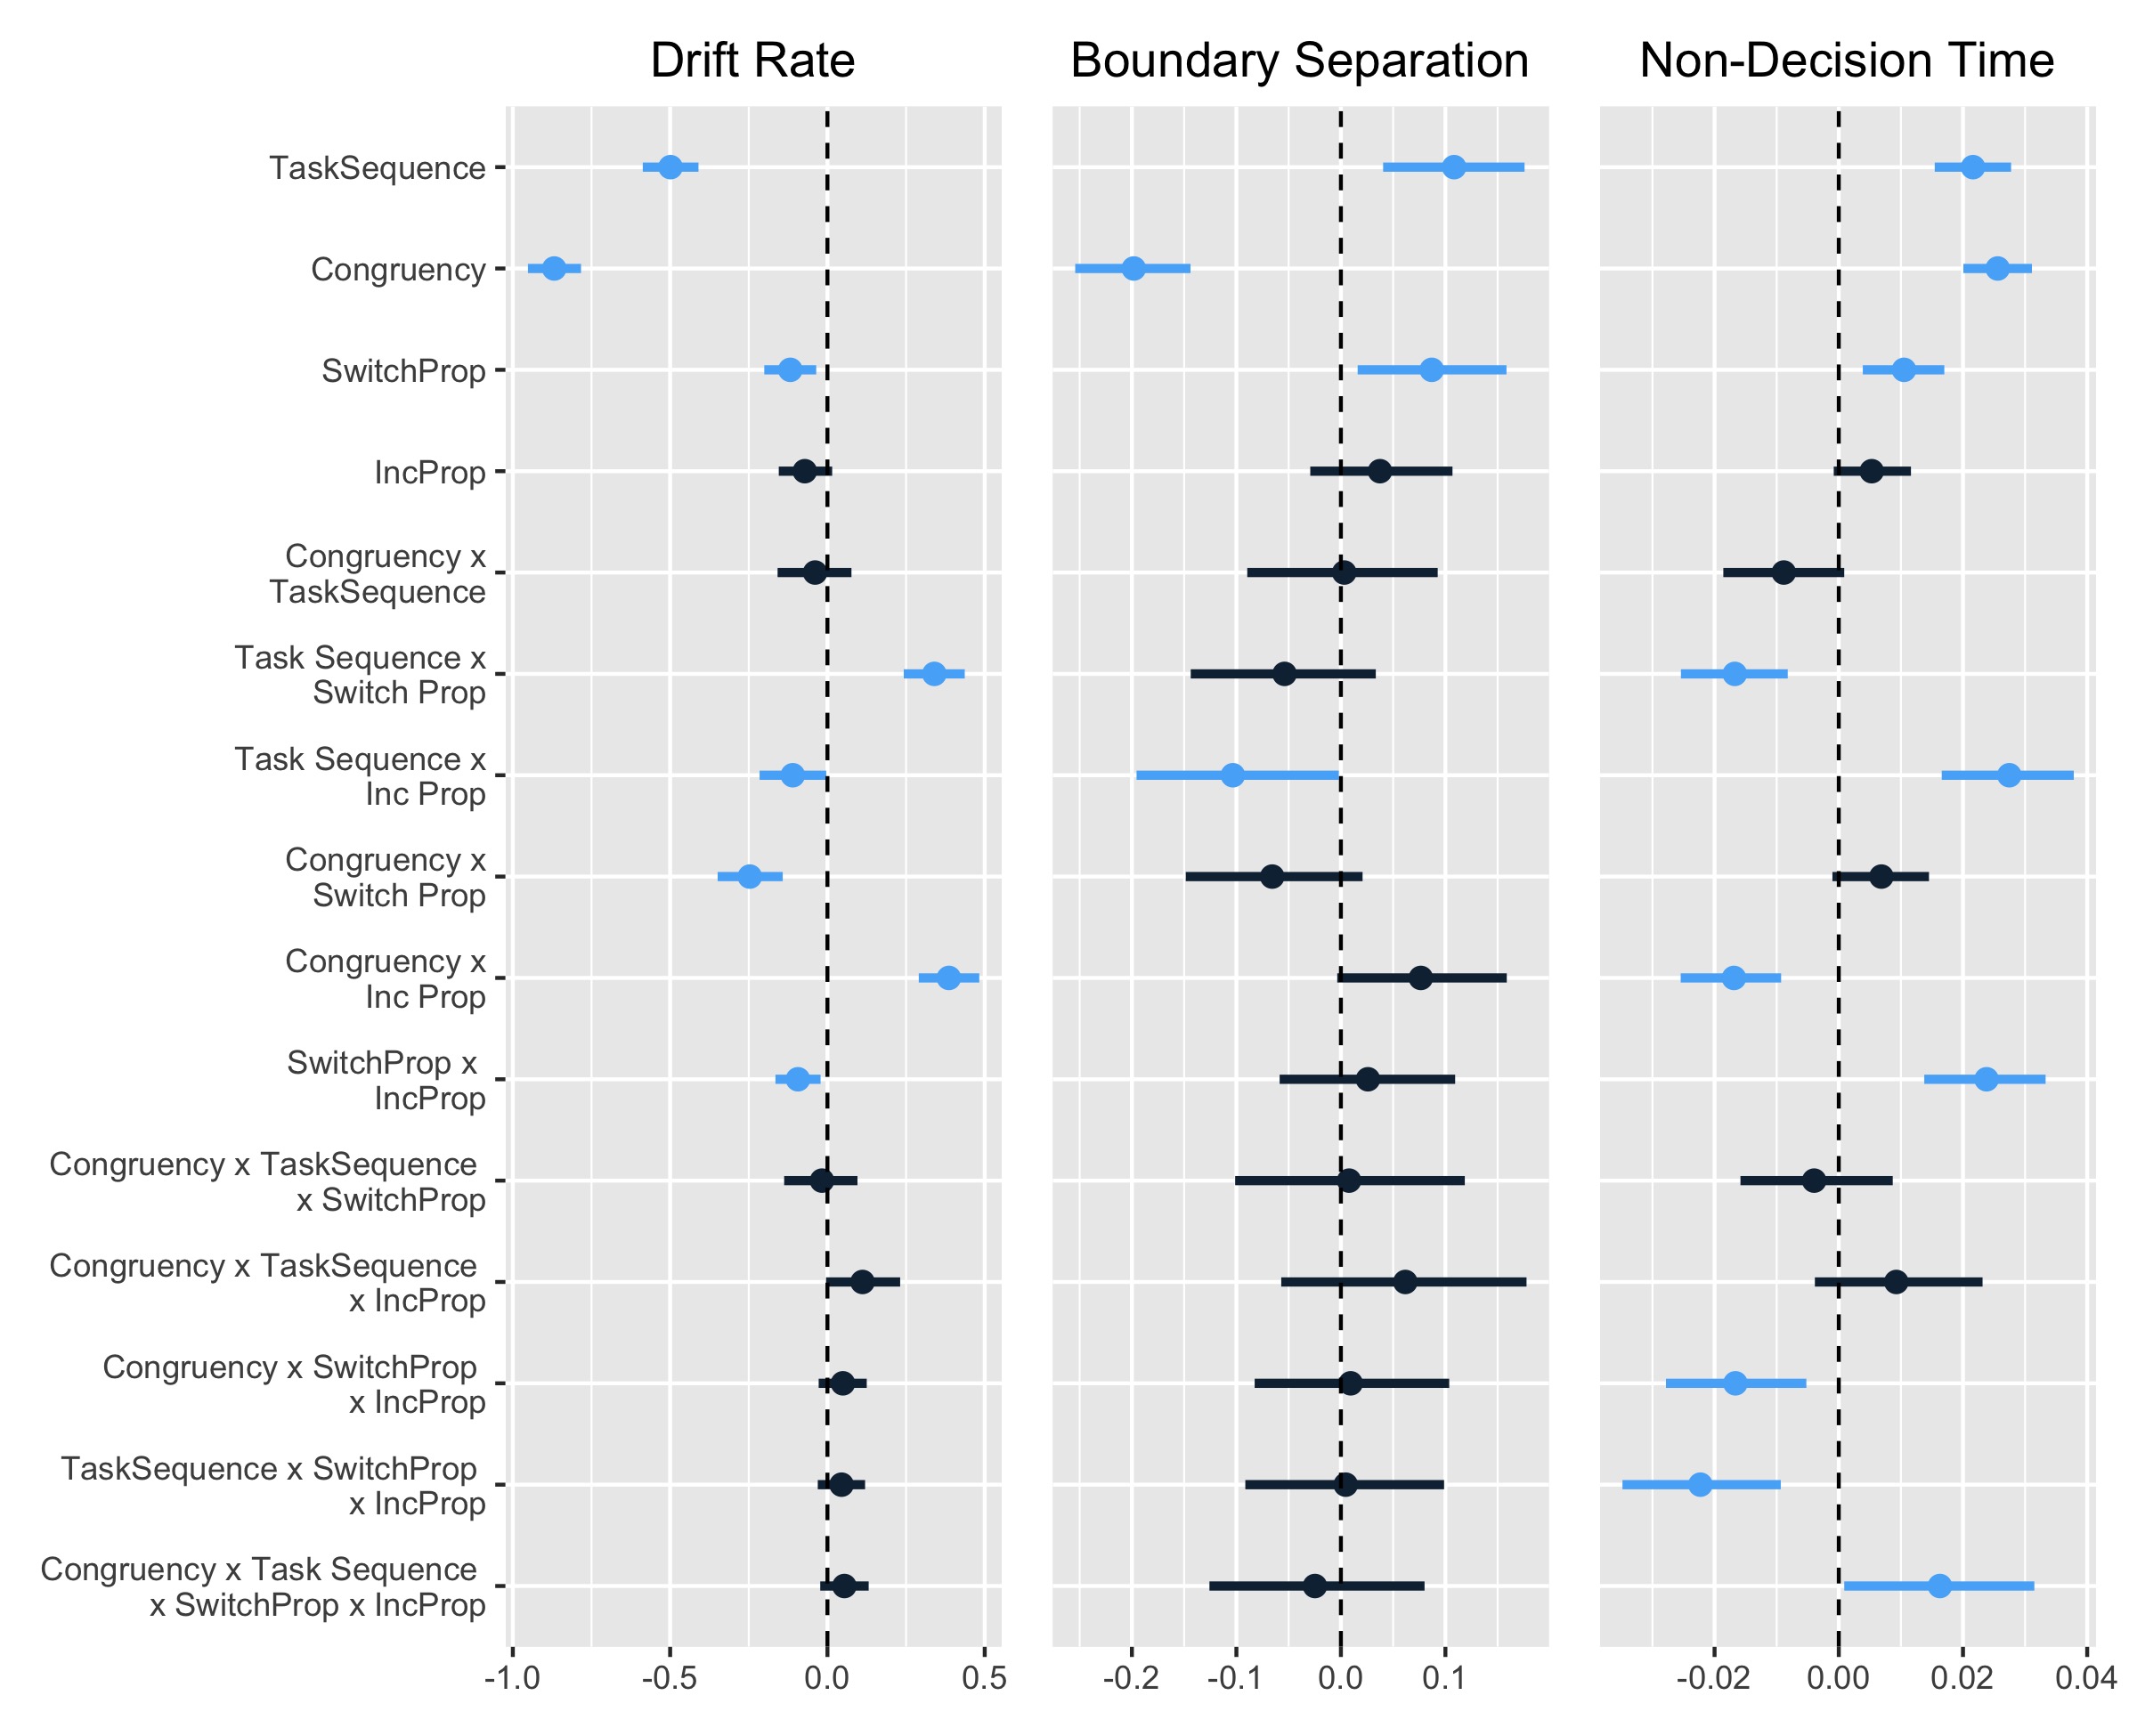 Drift Rate
Boundary Separation
Non-Decision Time
TaskSequence
Congruency
SwitchProp
IncProp
Congruency x
TaskSequence
Task Sequence x
Switch Prop
Task Sequence x
Inc Prop
Congruency x
Switch Prop
Congruency x
Inc Prop
SwitchProp x
IncProp
Congruency x TaskSequence
x SwitchProp
Congruency x TaskSequence
x IncProp
Congruency x SwitchProp
x IncProp
TaskSequence x SwitchProp
x IncProp
Congruency x Task Sequence
x SwitchProp x IncProp
-1.0 -0.5 0.0 0.5
-0.2 -0.1 0.0 0.1
-0.02 0.00 0.02 0.04